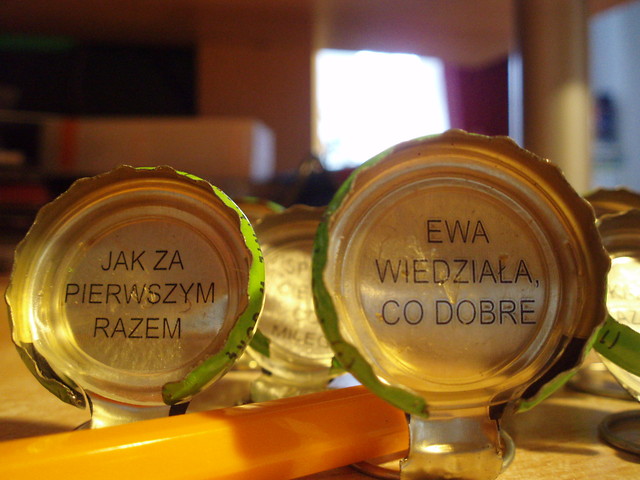 JAK ZA
PIERWSZYM
RAZEM
EWA
WIEDZIAŁA,
CO DOBRE